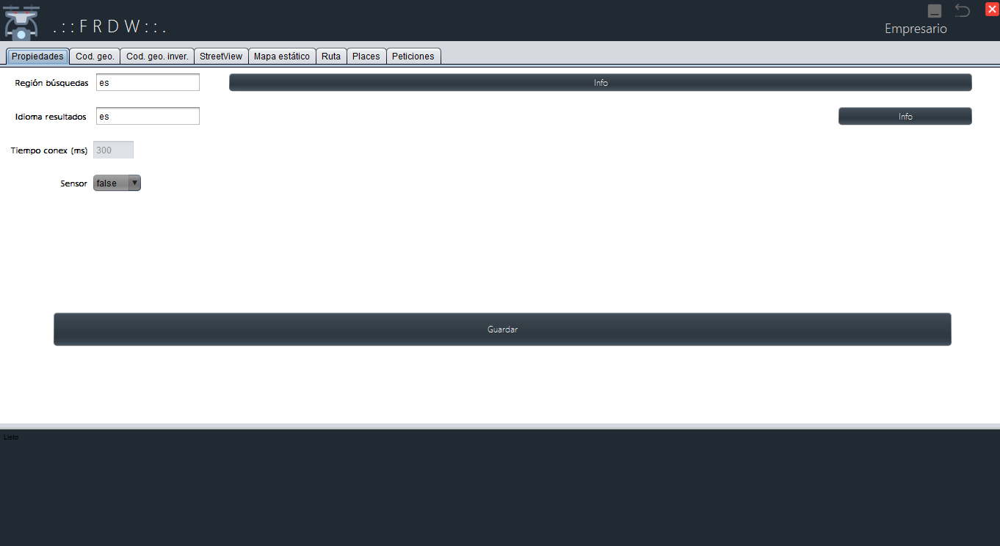 .::FRDW::.
Empresario
Propiedades Cod. geo. Cod. geo. inver. StreetView Mapa estático Ruta Places Peticiones
Región búsquedas es Info
Idioma resultados es Info
Tiempo conex (ms) 300
Sensor false
Guardar
Listo